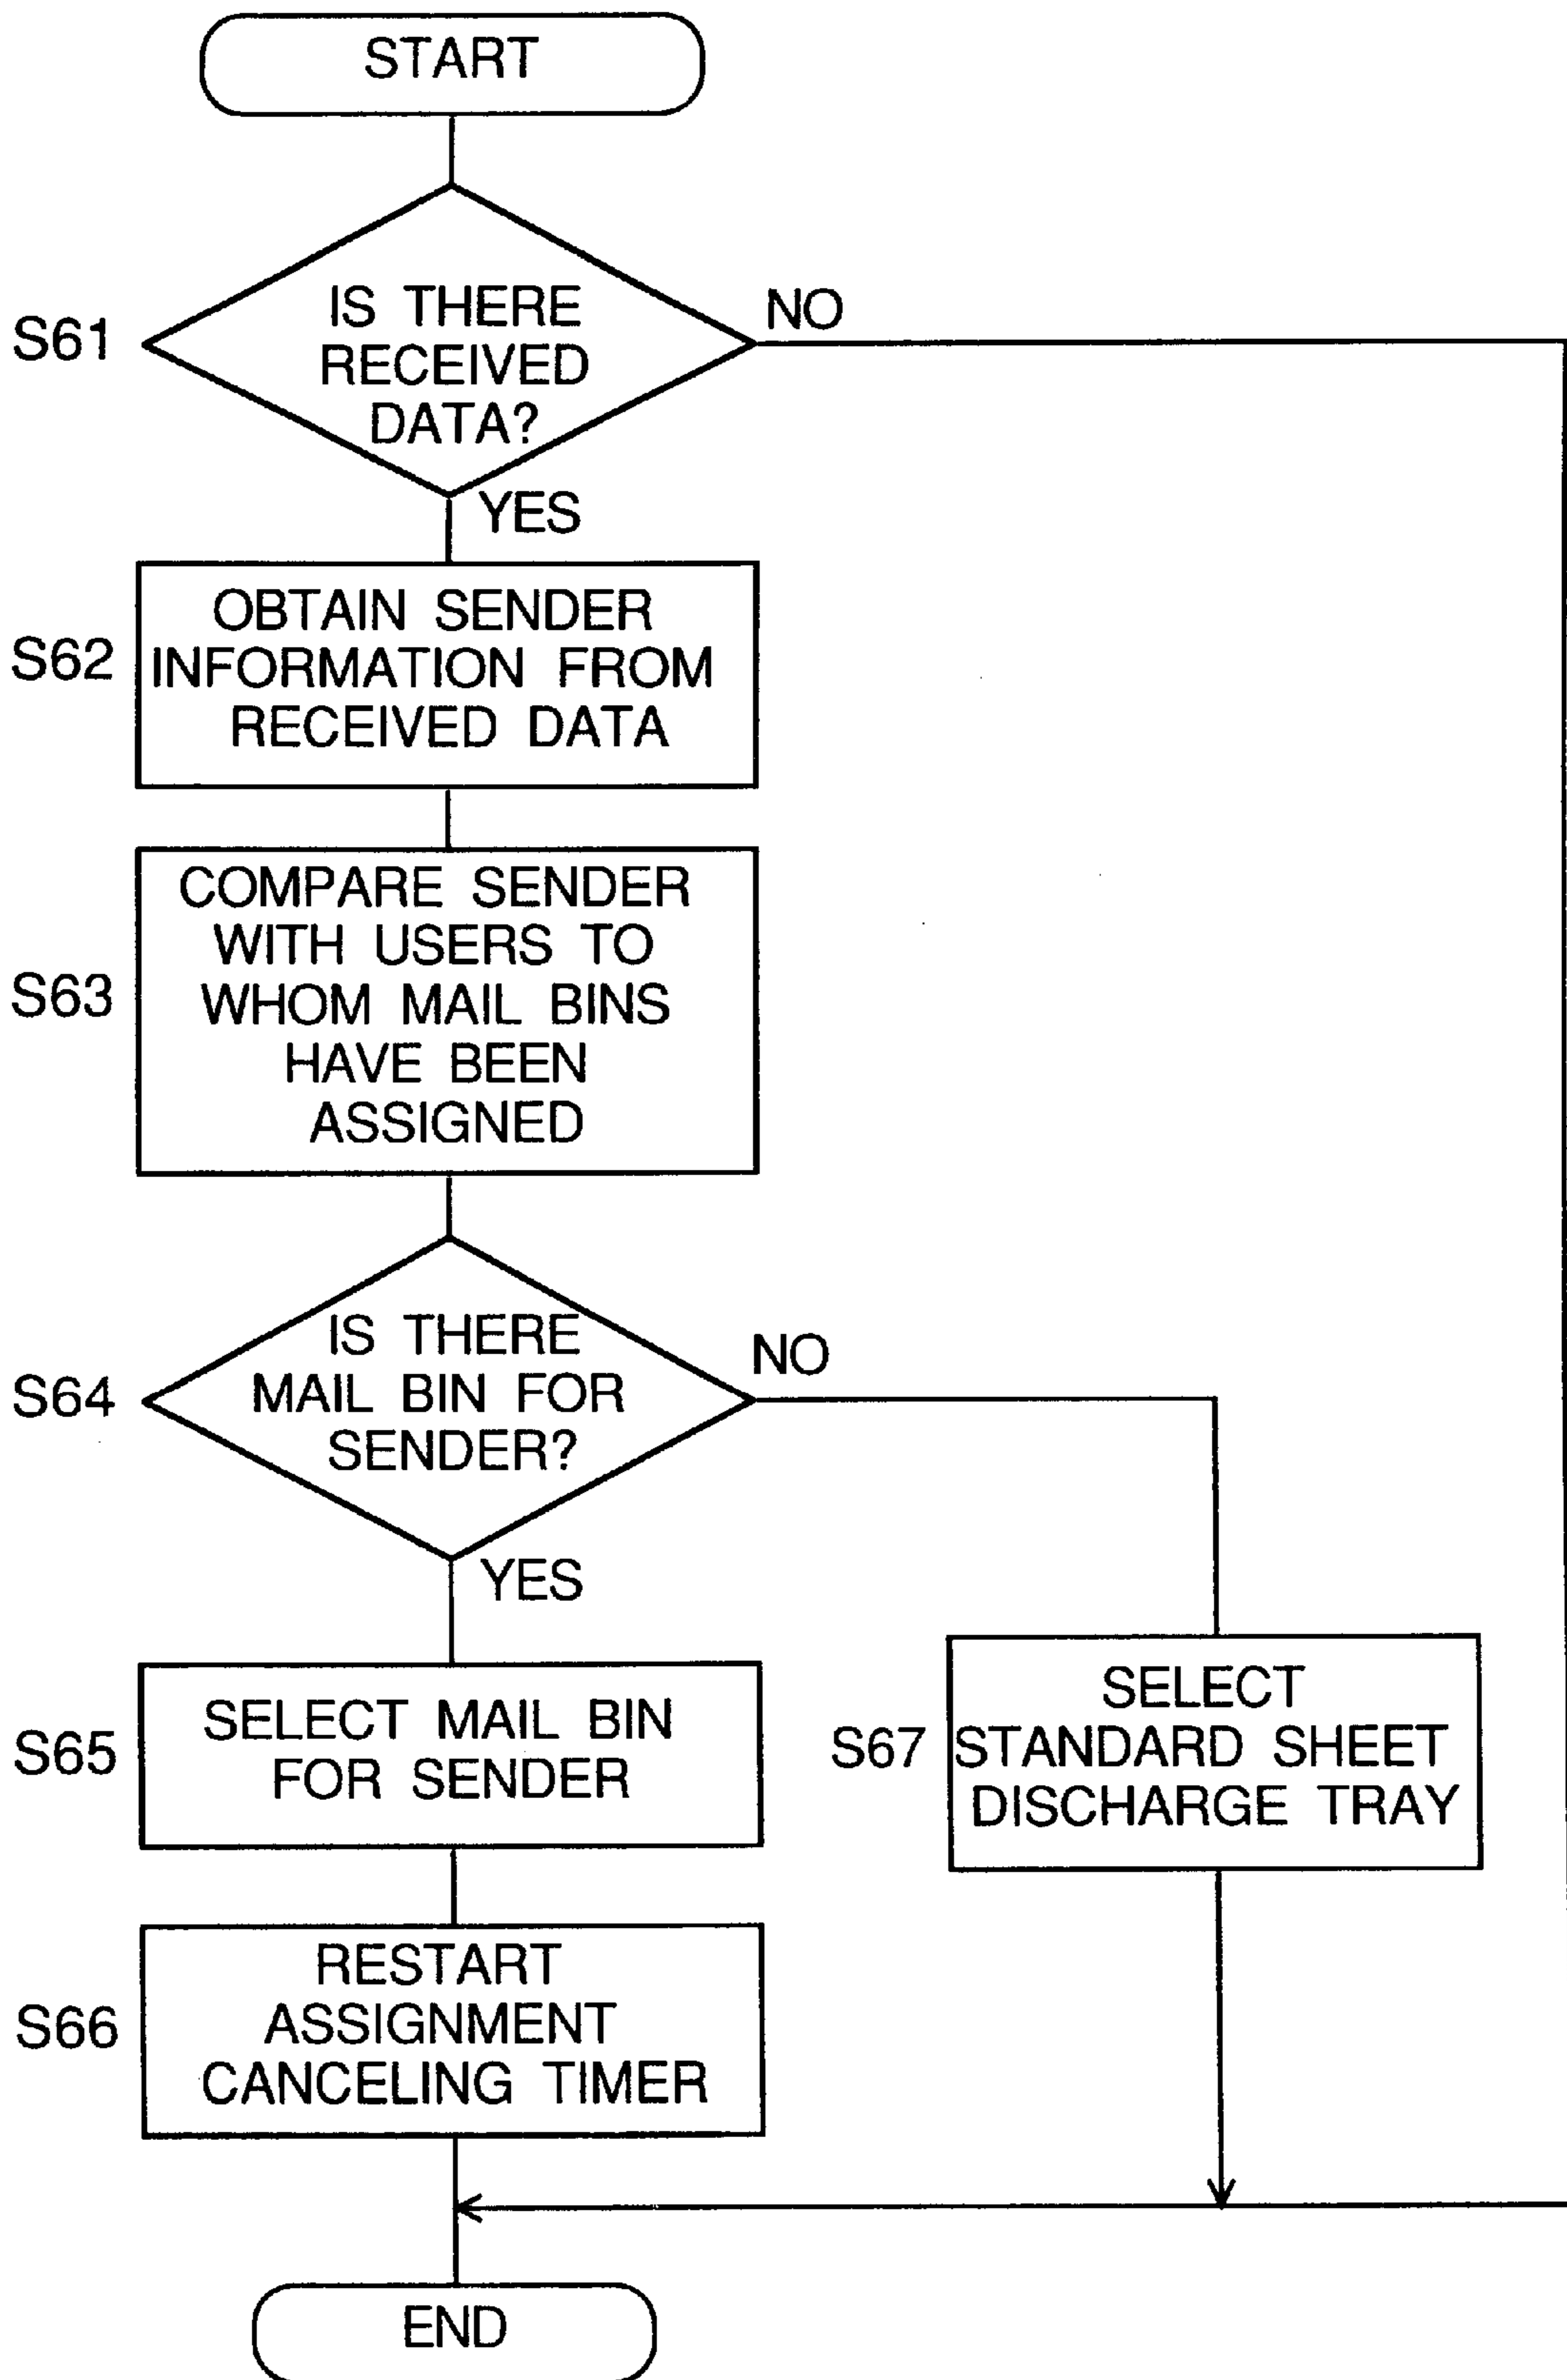 START
S61
IS THERE
RECEIVED
DATA?
NO
YES
S62
OBTAIN SENDER
INFORMATION FROM
RECEIVED DATA
S63
COMPARE SENDER
WITH USERS TO
WHOM MAIL BINS
HAVE BEEN
ASSIGNED
S64
IS THERE
MAIL BIN FOR
SENDER?
NO
YES
S65
SELECT MAIL BIN
FOR SENDER
S67
SELECT
STANDARD SHEET
DISCHARGE TRAY
S66
RESTART
ASSIGNMENT
CANCELING TIMER
END